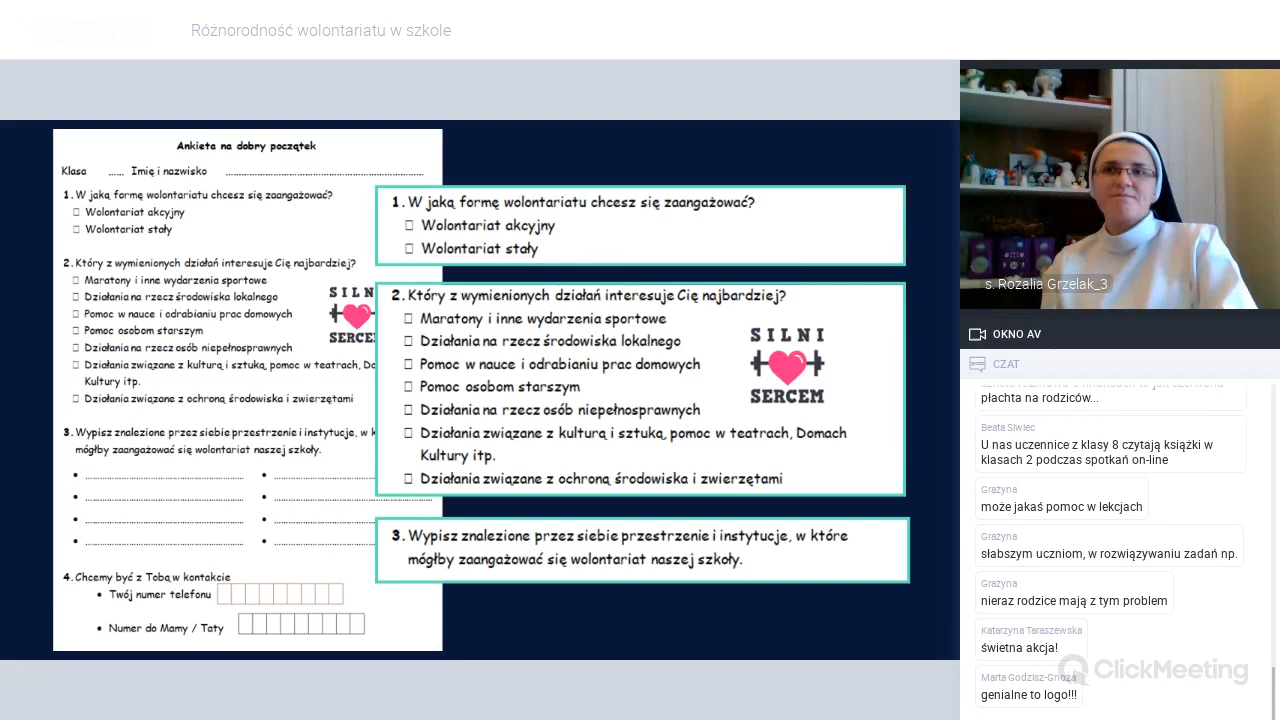 Różnorodność wolontariatu w szkole
Ankieta na dobry początek
Klasa ...... Imię i nazwisko ..........................................................
1. W jaką formę wolontariatu chcesz się zaangażować?
□ Wolontariat akcyjny
□ Wolontariat stały
2. Który z wymienionych działań interesuje Cię najbardziej?
□ Maratony i inne wydarzenia sportowe
□ Działania na rzecz środowiska lokalnego
□ Pomoc w nauce i odrabianiu prac domowych
□ Pomoc osobom starszym
□ Działania na rzecz osób niepełnosprawnych
□ Działania związane z kulturą i sztuką, pomoc w teatrach, Do
Kultury itp.
□ Działania związane z ochroną środowiska i zwierzętami
SILN
SERCE
3. Wypisz znalezione przez siebie przestrzenie i instytucje, w k
mógłby zaangażować się wolontariat naszej szkoły.
4. Chcemy być z Tobą w kontakcie
• Twój numer telefonu
• Numer do Mamy / Taty
1. W jaką formę wolontariatu chcesz się zaangażować?
□ Wolontariat akcyjny
□ Wolontariat stały
2. Który z wymienionych działań interesuje Cię najbardziej?
□ Maratony i inne wydarzenia sportowe
□ Działania na rzecz środowiska lokalnego
□ Pomoc w nauce i odrabianiu prac domowych
□ Pomoc osobom starszym
□ Działania na rzecz osób niepełnosprawnych
□ Działania związane z kulturą i sztuką, pomoc w teatrach, Domach
Kultury itp.
□ Działania związane z ochroną środowiska i zwierzętami
SILNI
SERCEM
3. Wypisz znalezione przez siebie przestrzenie i instytucje, w które
mógłby zaangażować się wolontariat naszej szkoły.
s. Rozalia Grzelak_3
OKNO AV
CZAT
płachta na rodziców...
Beata Siwiec
U nas uczennice z klasy 8 czytają książki w
klasach 2 podczas spotkań on-line
Grażyna
może jakaś pomoc w lekcjach
Grażyna
słabszym uczniom, w rozwiązywaniu zadań np.
Grażyna
nieraz rodzice mają z tym problem
Katarzyna Taraszewska
świetna akcja!
Marta Godzisz-Gnoza
genialne to logo!!!
ClickMeeting